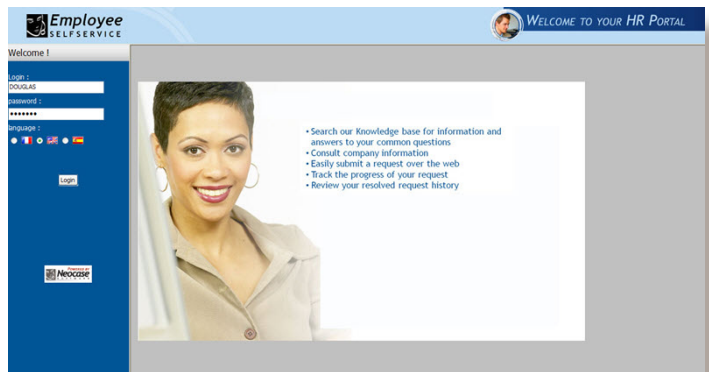 Employee
SELFSERVICE
WELCOME TO YOUR HR PORTAL
Welcome !
Login :
DOUGLAS
password :
•••••••
language :
Login
POWERED BY
Neocase
• Search our Knowledge base for information and
answers to your common questions
• Consult company information
• Easily submit a request over the web
• Track the progress of your request
• Review your resolved request history